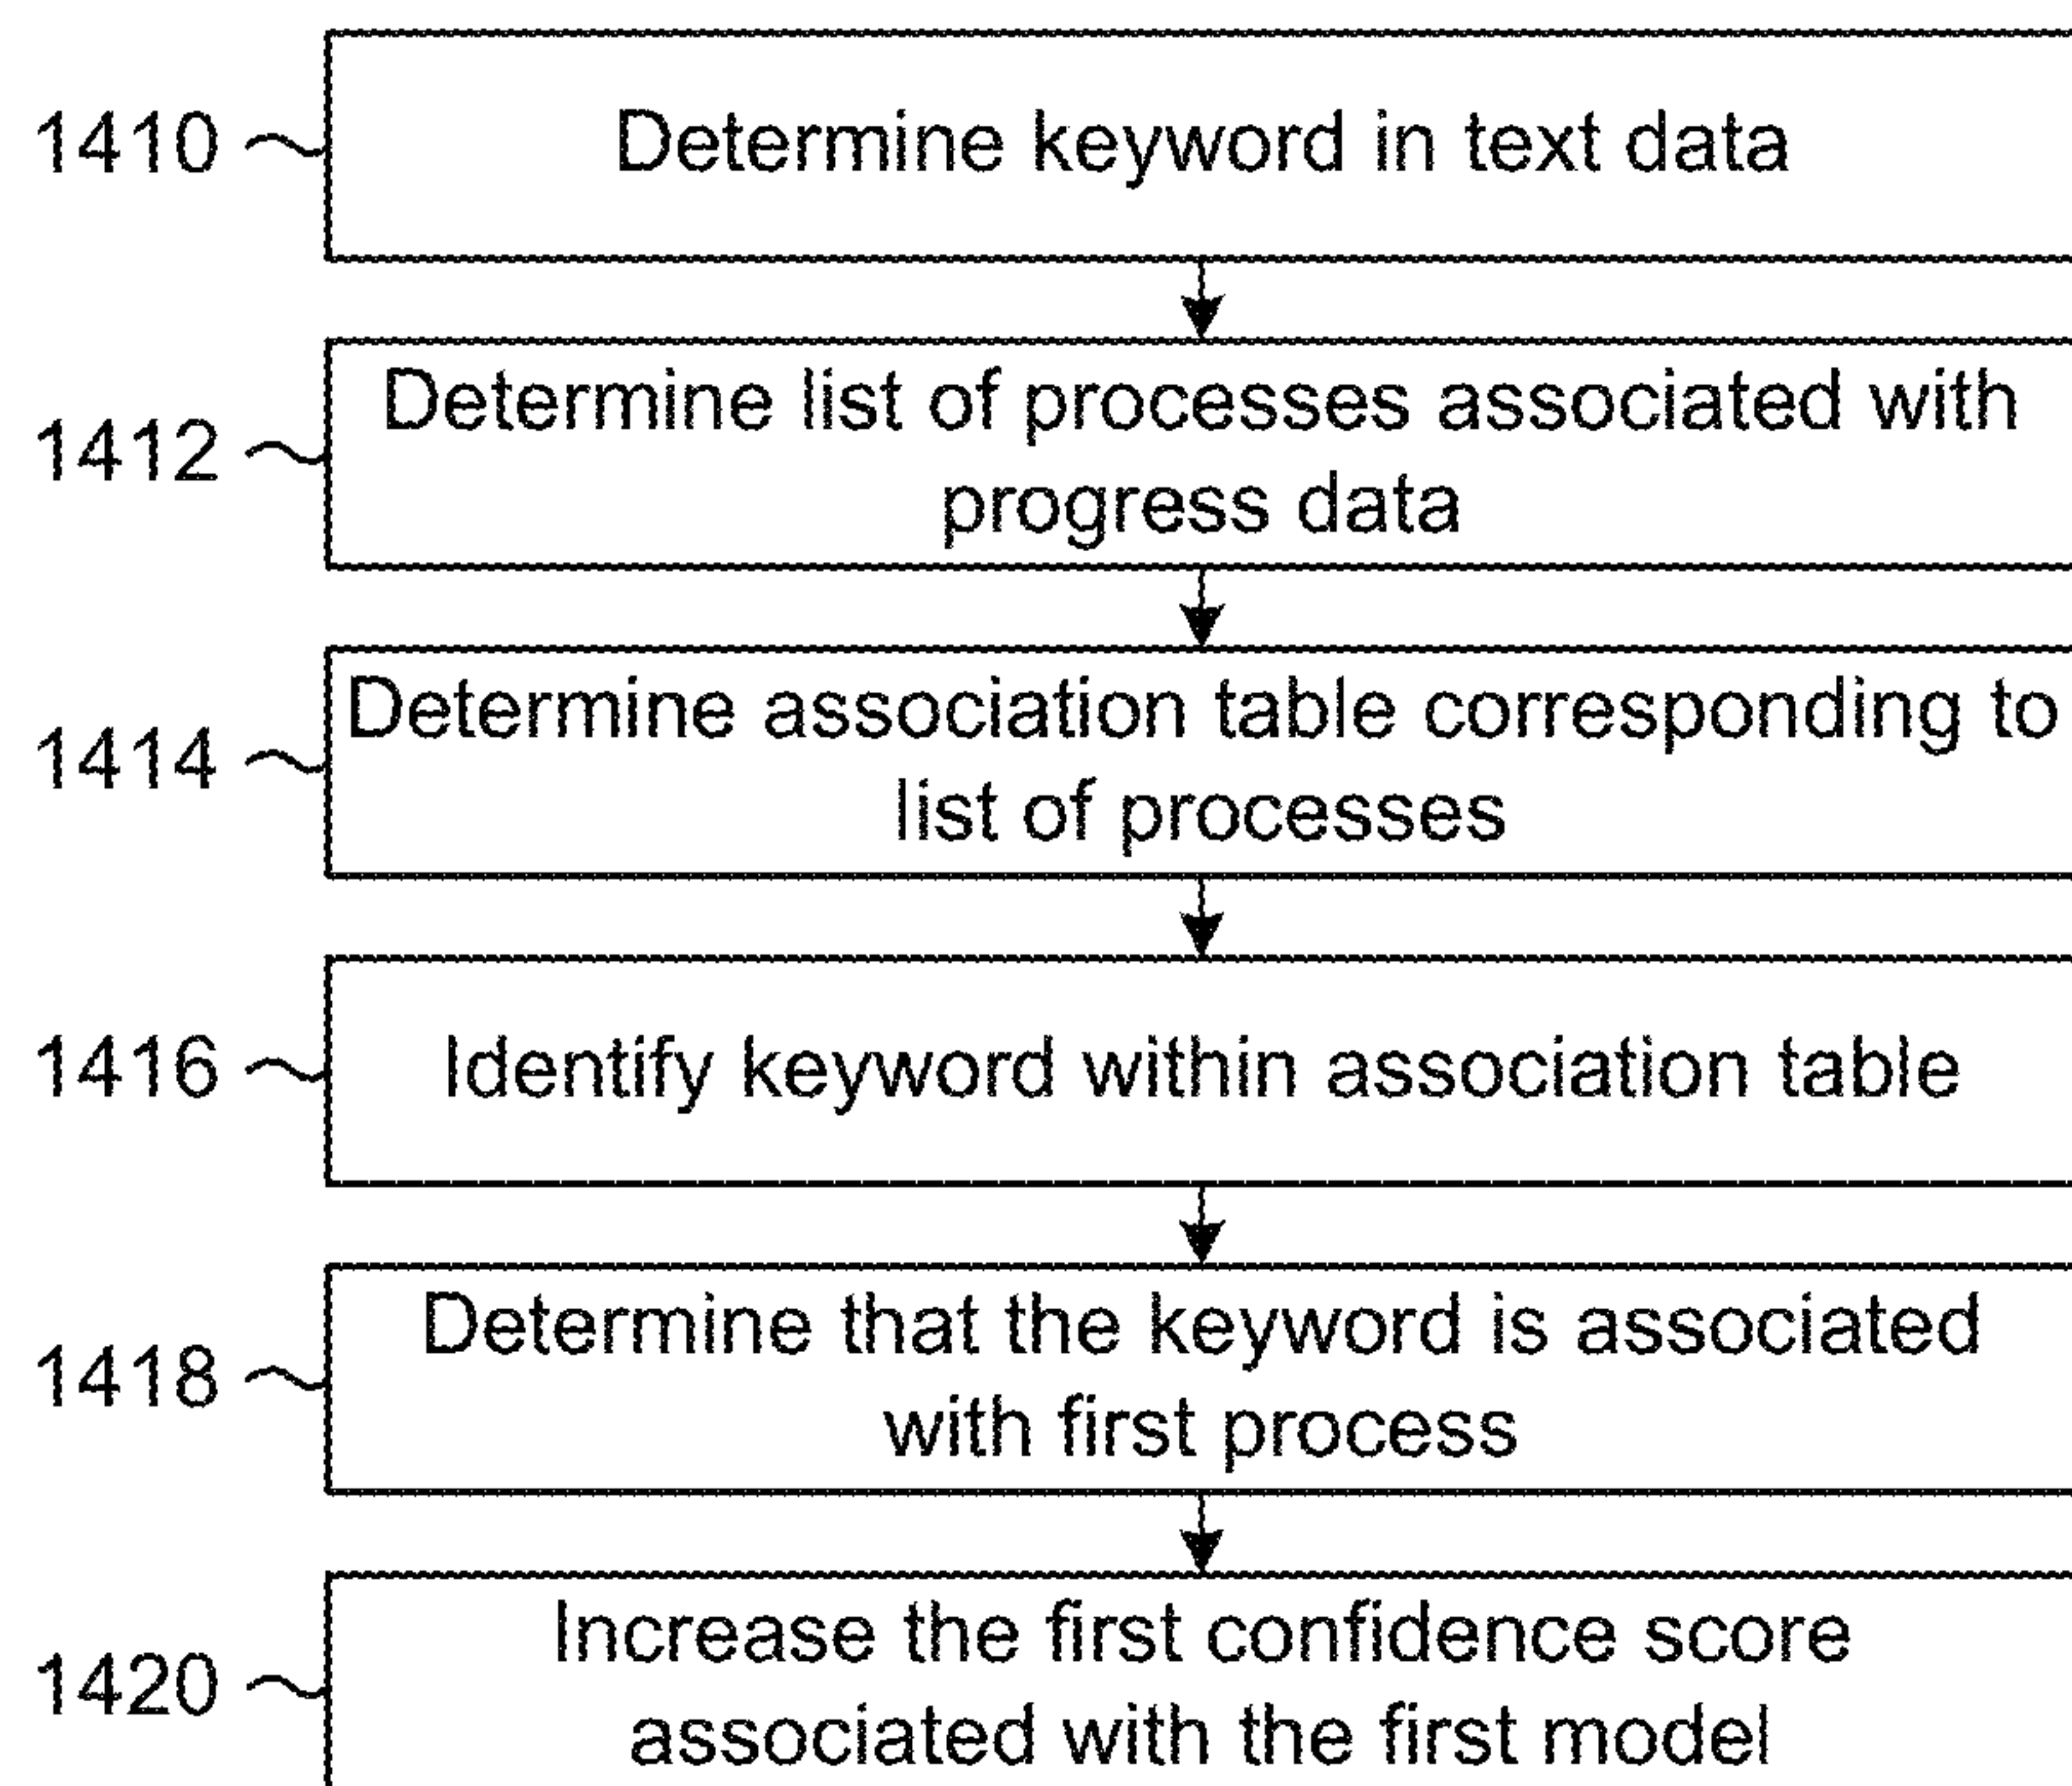 1410
Determine keyword in text data
1412
Determine list of processes associated with
progress data
1414
Determine association table corresponding to
list of processes
1416
Identify keyword within association table
1418
Determine that the keyword is associated
with first process
1420
Increase the first confidence score
associated with the first model